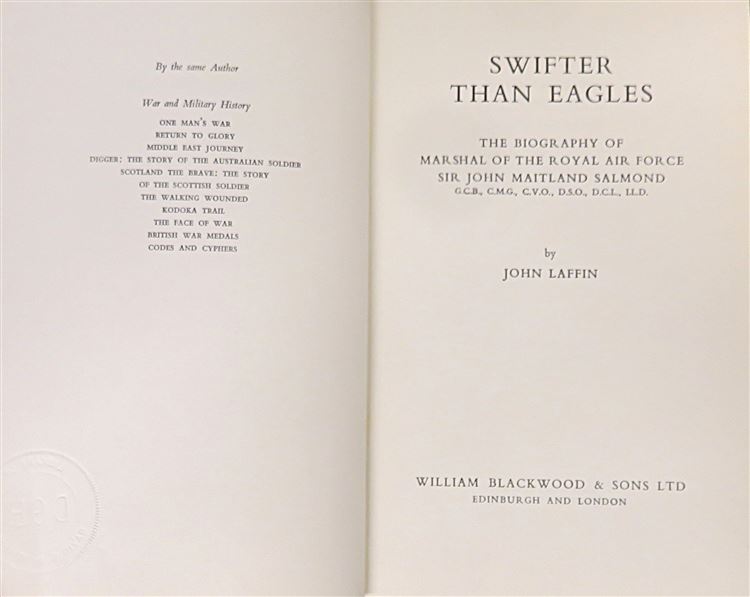 By the same Author
War and Military History
ONE MAN'S WAR
RETURN TO GLORY
MIDDLE EAST JOURNEY
DIGGER: THE STORY OF THE AUSTRALIAN SOLDIER
SCOTLAND THE BRAVE: THE STORY
OF THE SCOTTISH SOLDIER
THE WALKING WOUNDED
KODOKA TRAIL
THE FACE OF WAR
BRITISH WAR MEDALS
CODES AND CYPHERS
SWIFTER
THAN EAGLES
THE BIOGRAPHY OF
MARSHAL OF THE ROYAL AIR FORCE
SIR JOHN MAITLAND SALMOND
G.C.B., C.M.G., C.V.O., D.S.O., D.C.L., LL.D.
by
JOHN LAFFIN
WILLIAM BLACKWOOD & SONS LTD
EDINBURGH AND LONDON